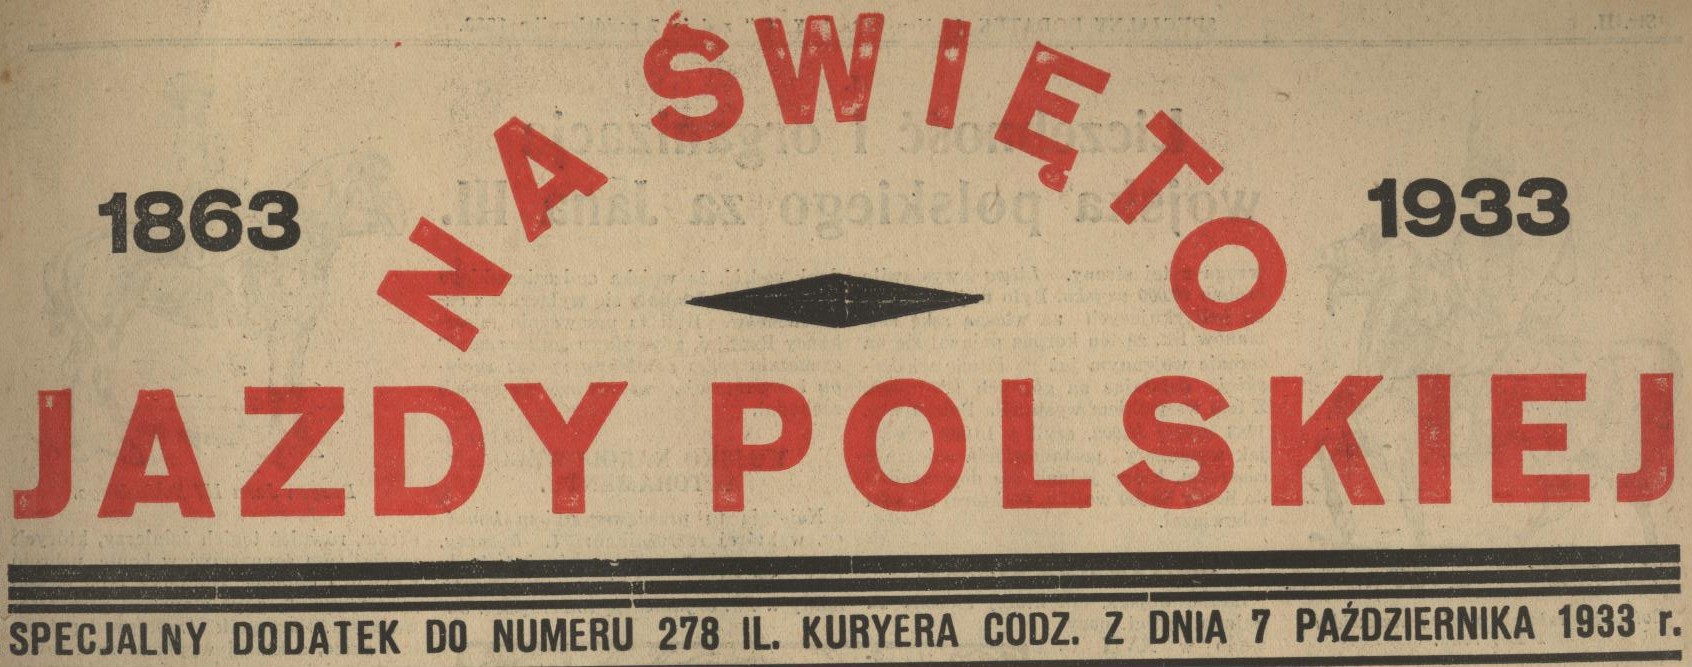 NA ŚWIĘTO
1863
1933
JAZDY POLSKIEJ
SPECJALNY DODATEK DO NUMERU 278 IL. KURYERA CODZ. Z DNIA 7 PAŹDZIERNIKA 1933 r.